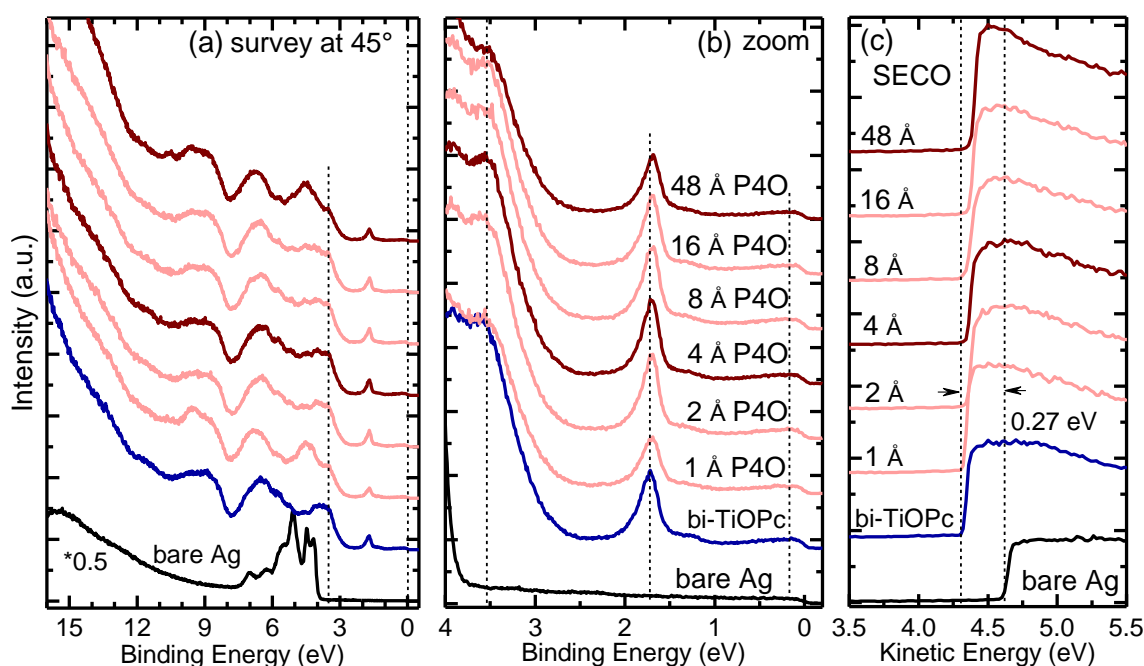 (a) survey at 45°
*0.5
bare Ag
15
12
9
6
3
0
Binding Energy (eV)
Intensity (a.u.)
(b) zoom
48 Å P4O
16 Å P4O
8 Å P4O
4 Å P4O
2 Å P4O
1 Å P4O
bi-TiOPc
bare Ag
4
3
2
1
0
Binding Energy (eV)
(c)
SECO
48 Å
16 Å
8 Å
4 Å
2 Å
0.27 eV
1 Å
bi-TiOPc
bare Ag
3.5
4.0
4.5
5.0
5.5
Kinetic Energy (eV)